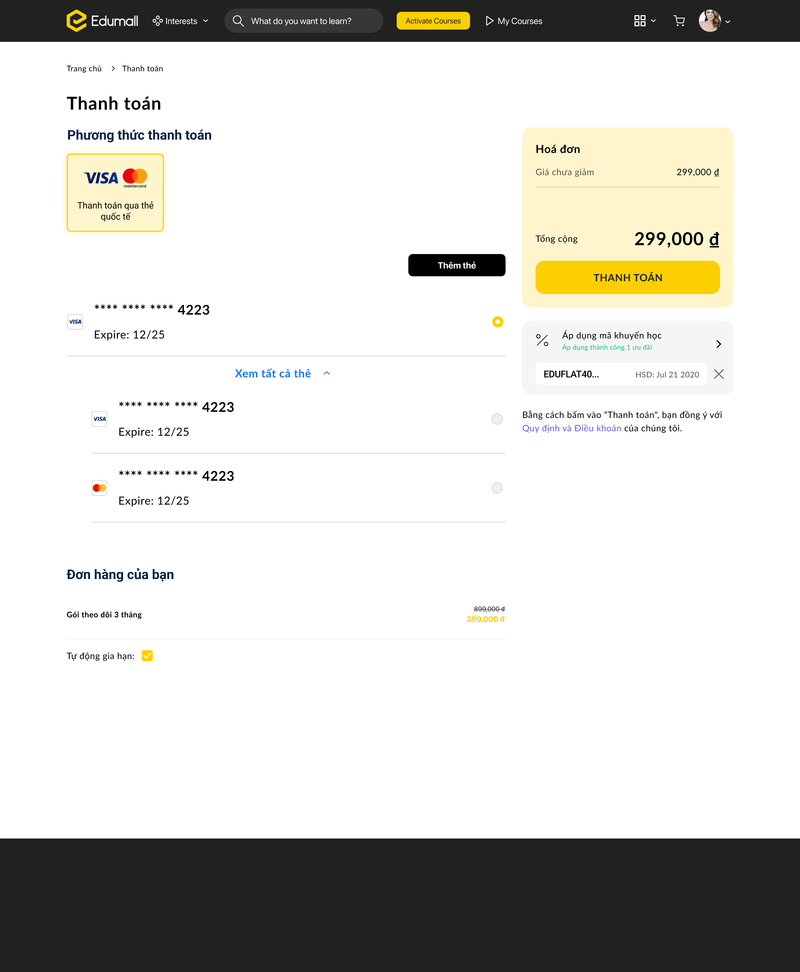 Edumall
Interests
What do you want to learn?
Activate Courses
My Courses
Trang chủ > Thanh toán
Thanh toán
Phương thức thanh toán
VISA mastercard
Thanh toán qua thẻ
quốc tế
Thêm thẻ
VISA
**** **** **** 4223
Expire: 12/25
Xem tất cả thẻ
VISA
**** **** **** 4223
Expire: 12/25
**** **** **** 4223
Expire: 12/25
Đơn hàng của bạn
Gói theo dõi 3 tháng
899,000 đ
399,000 đ
Tự động gia hạn:
Hoá đơn
Giá chưa giảm 299,000 ₫
Tổng cộng 299,000 ₫
THANH TOÁN
Áp dụng mã khuyến học
Áp dụng thành công 1 ưu đãi
EDUFLAT40... HSD: Jul 21 2020
Bằng cách bấm vào "Thanh toán", bạn đồng ý với
Quy định và Điều khoản của chúng tôi.